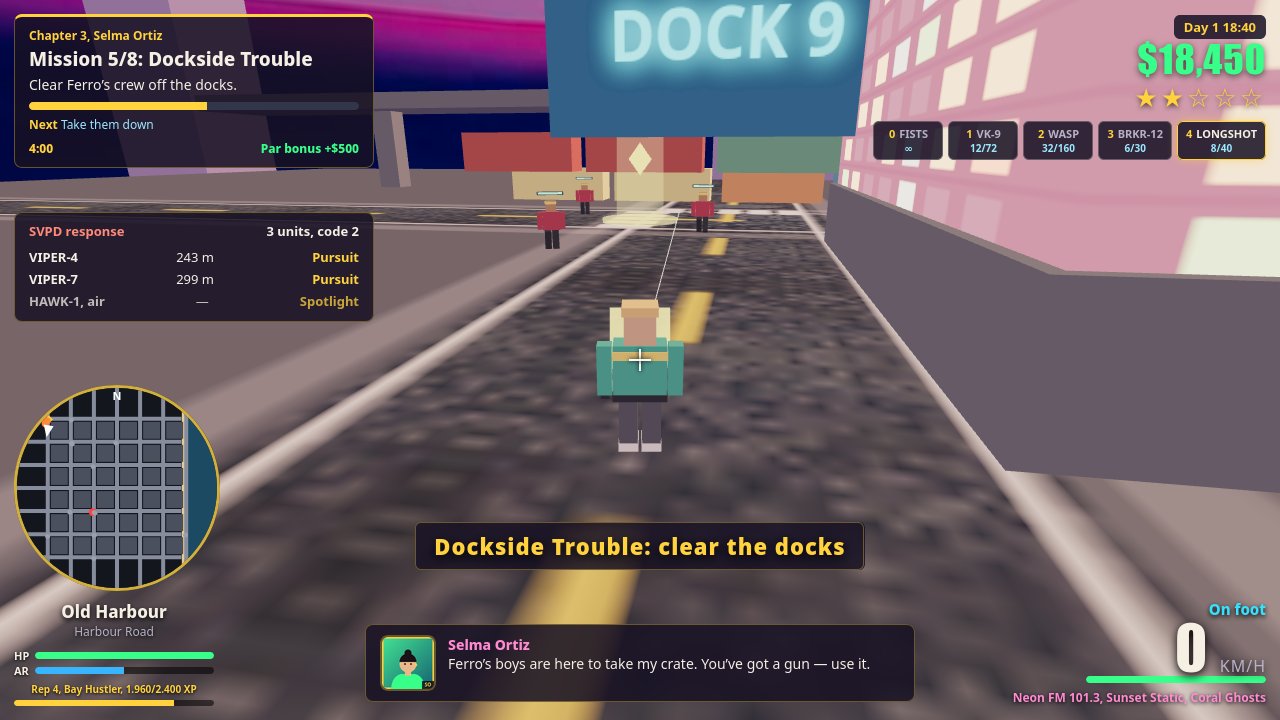 Chapter 3, Selma Ortiz
Mission 5/8: Dockside Trouble
Clear Ferro's crew off the docks.
Next Take them down
4:00 Par bonus +$500
SVPD response 3 units, code 2
VIPER-4 243 m Pursuit
VIPER-7 299 m Pursuit
HAWK-1, air — Spotlight
DOCK 9
Day 1 18:40
$18,450
0 FISTS
∞
1 VK-9
12/72
2 WASP
32/160
3 BRKR-12
6/30
4 LONGSHOT
8/40
N
Old Harbour
Harbour Road
HP
AR
Rep 4, Bay Hustler, 1.960/2.400 XP
Dockside Trouble: clear the docks
SO
Selma Ortiz
Ferro's boys are here to take my crate. You've got a gun — use it.
On foot
0 KM/H
Neon FM 101.3, Sunset Static, Coral Ghosts